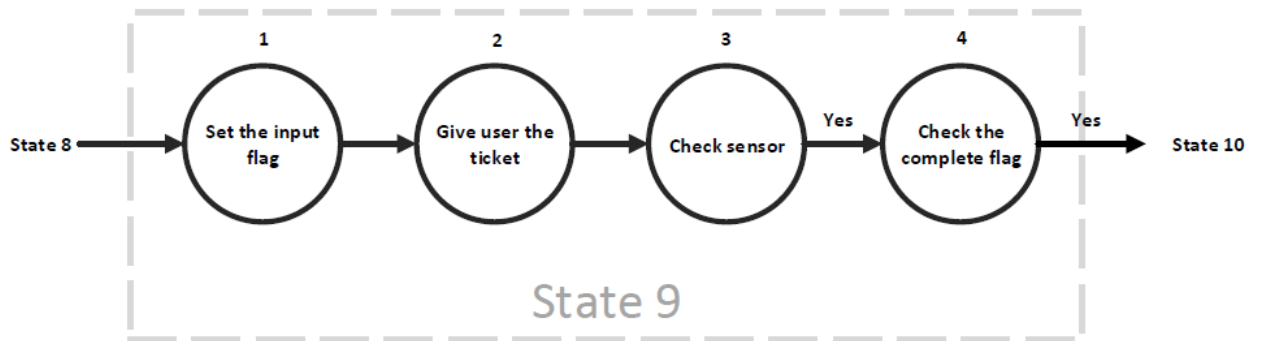 1
2
3
4
State 8
Set the input
flag
Give user the
ticket
Check sensor
Yes
Check the
complete flag
Yes
State 10
State 9